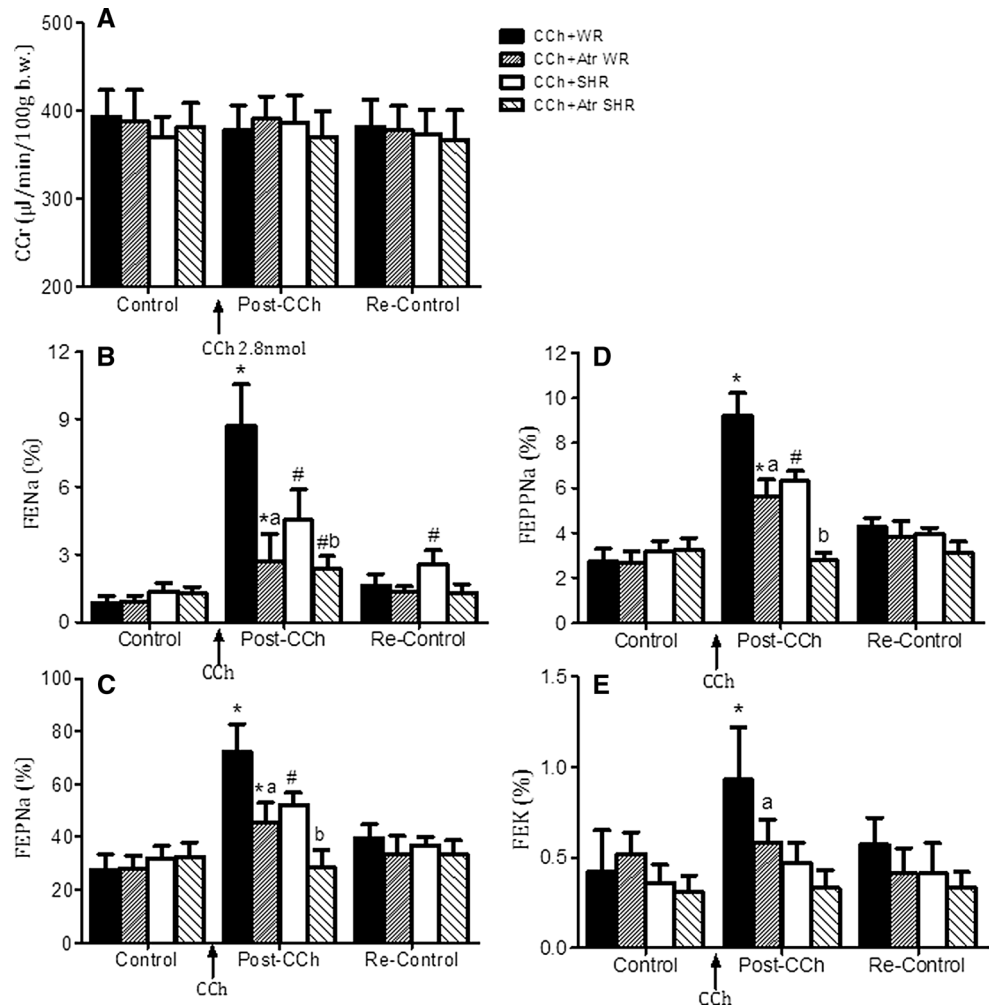 A
500
400
300
200
CCr (µl/min/100g b.w.)
Control
Post-CCh
Re-Control
CCh 2.8nmol
CCh+WR
CCh+Atr WR
CCh+SHR
CCh+Atr SHR
B
12
9
6
3
0
FENa (%)
*
*a
#
#b
#
Control
Post-CCh
Re-Control
CCh
D
12
10
8
6
4
2
0
FEPPNa (%)
*
*a
#
b
Control
Post-CCh
Re-Control
CCh
C
100
80
60
40
20
0
FEPNa (%)
*
*a
#
b
Control
Post-CCh
Re-Control
CCh
E
1.5
1.0
0.5
0.0
FEK (%)
*
a
Control
Post-CCh
Re-Control
CCh